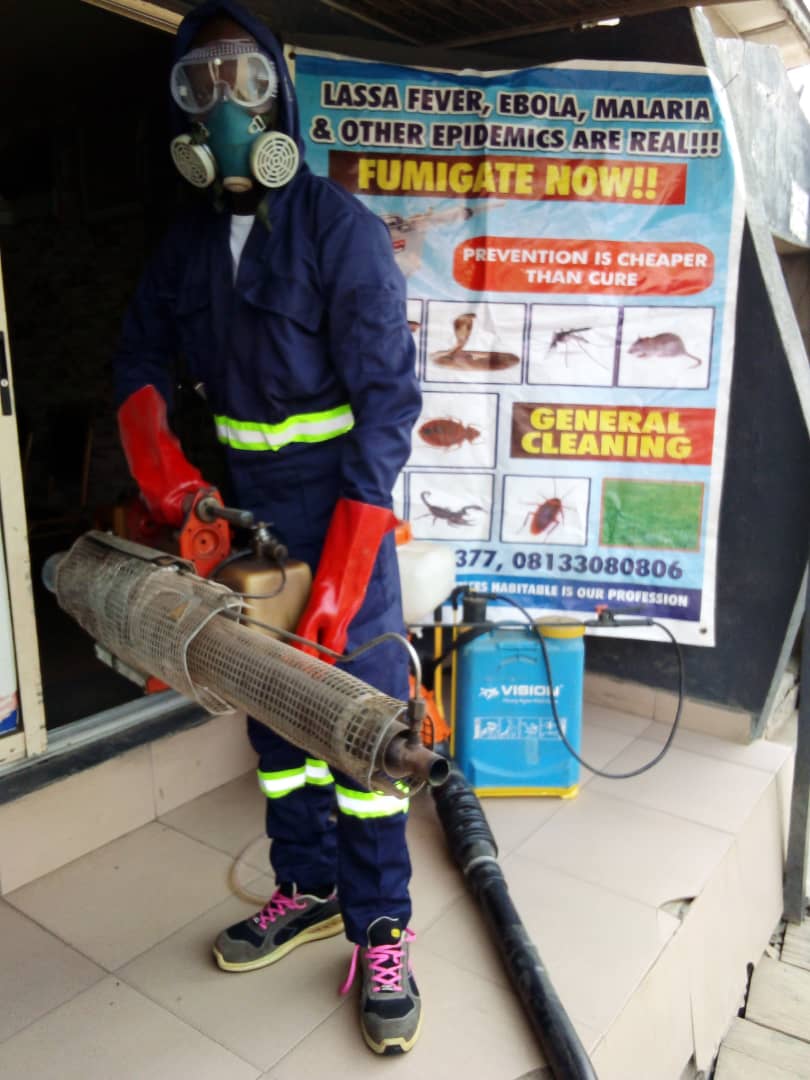 LASSA FEVER, EBOLA, MALARIA
& OTHER EPIDEMICS ARE REAL!!!
FUMIGATE NOW!!
PREVENTION IS CHEAPER
THAN CURE
GENERAL
CLEANING
377, 08133080806
HABITABLE IS OUR PROFESSION
VISION